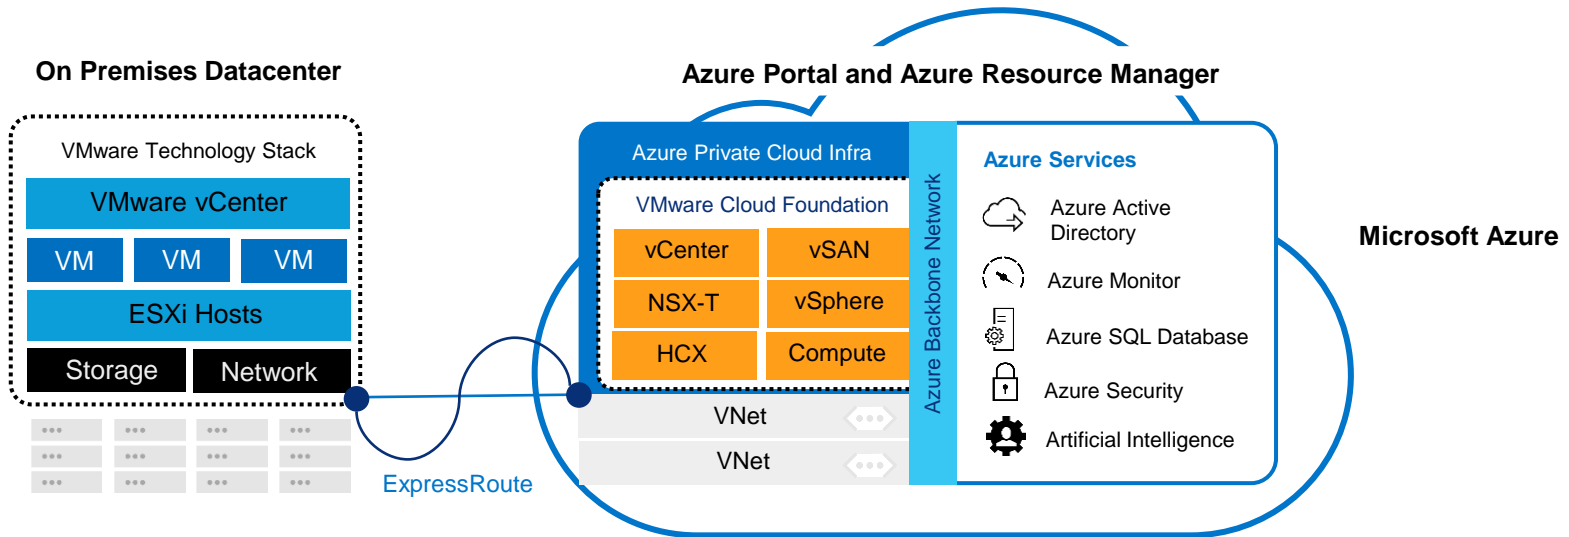 On Premises Datacenter
VMware Technology Stack
VMware vCenter
VM
VM
VM
ESXi Hosts
Storage
Network
ExpressRoute
Azure Portal and Azure Resource Manager
Azure Private Cloud Infra
VMware Cloud Foundation
vCenter
vSAN
NSX-T
vSphere
HCX
Compute
VNet
VNet
Azure Backbone Network
Azure Services
Azure Active
Directory
Azure Monitor
Azure SQL Database
Azure Security
Artificial Intelligence
Microsoft Azure